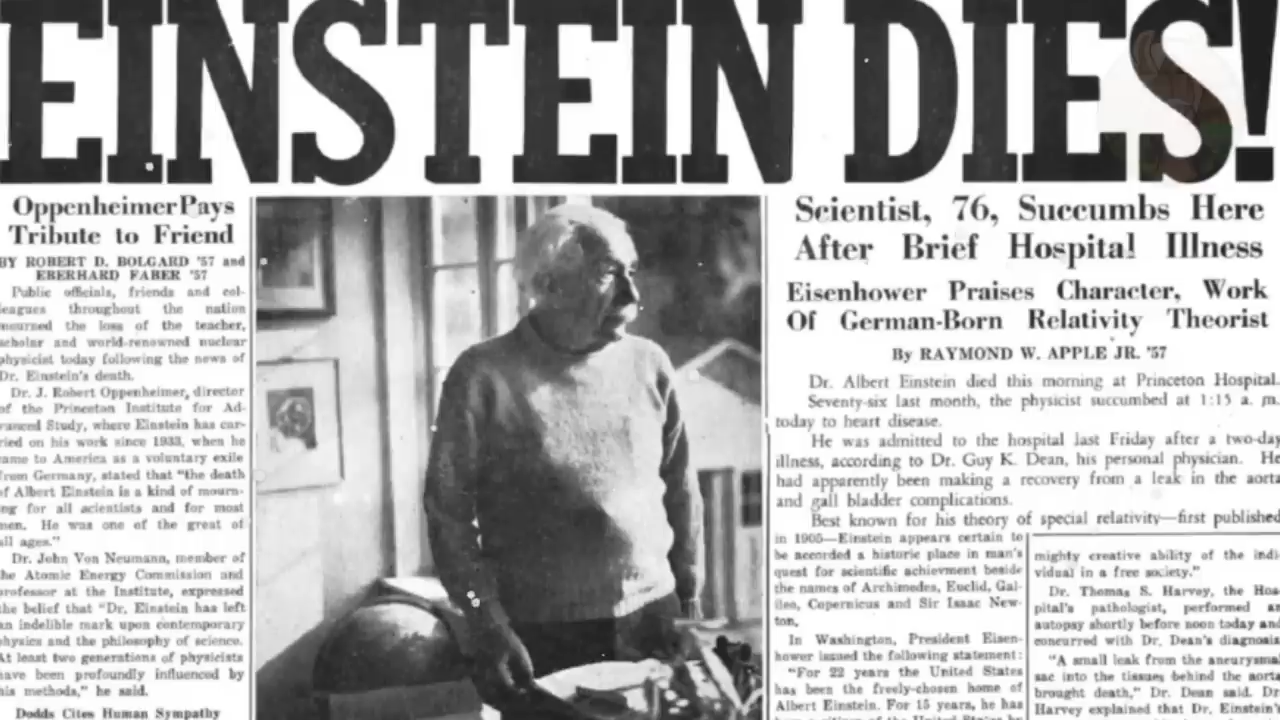 EINSTEIN DIES!
Oppenheimer Pays
Tribute to Friend
BY ROBERT D. BOLGARD '57 and
EBERHARD FABER '57
Public officials, friends and col-
leagues throughout the nation
mourned the loss of the teacher,
scholar and world-renowned nuclear
physicist today following the news of
Dr. Einstein's death.
Dr. J. Robert Oppenheimer, director
of the Princeton Institute for Ad-
vanced Study, where Einstein has car-
ried on his work since 1933, when he
came to America as a voluntary exile
from Germany, stated that "the death
of Albert Einstein is a kind of mourn-
ing for all scientists and for most
men. He was one of the great of
all ages."
Dr. John Von Neumann, member of
the Atomic Energy Commission and
professor at the Institute, expressed
the belief that "Dr. Einstein has left
an indelible mark upon contemporary
physics and the philosophy of science.
At least two generations of physicists
have been profoundly influenced by
his methods," he said.
Dodds Cites Human Sympathy
Scientist, 76, Succumbs Here
After Brief Hospital Illness
Eisenhower Praises Character, Work
Of German-Born Relativity Theorist
By RAYMOND W. APPLE JR. '57
Dr. Albert Einstein died this morning at Princeton Hospital.
Seventy-six last month, the physicist succumbed at 1:15 a. m.
today to heart disease.
He was admitted to the hospital last Friday after a two-day
illness, according to Dr. Guy K. Dean, his personal physician. He
had apparently been making a recovery from a leak in the aorta
and gall bladder complications.
Best known for his theory of special relativity—first published
in 1905—Einstein appears certain to
be accorded a historic place in man's
quest for scientific achievment beside
the names of Archimedes, Euclid, Gal-
ileo, Copernicus and Sir Isaac New-
ton.
In Washington, President Eisen-
hower issued the following statement:
"For 22 years the United States
has been the freely-chosen home of
Albert Einstein. For 15 years, he has
been a citizen of the United States by
mighty creative ability of the indi-
vidual in a free society."
Dr. Thomas S. Harvey, the Hos-
pital's pathologist, performed an
autopsy shortly before noon today and
concurred with Dr. Dean's diagnosis.
"A small leak from the aneurysmal
sac into the tissues behind the aorta
brought death," Dr. Dean said. Dr.
Harvey explained that Dr. Einstein's